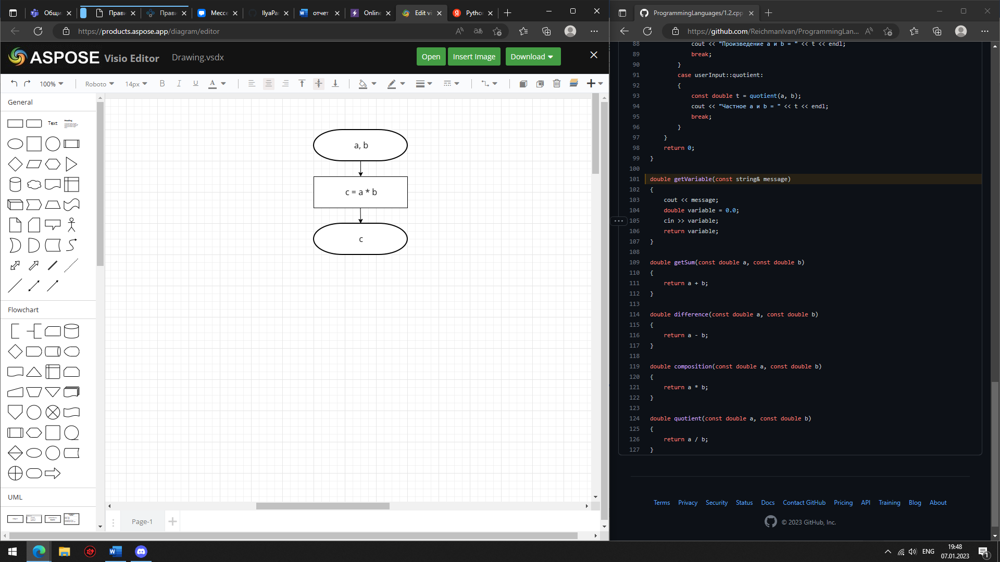 Общи
Прави
Прави
Мессе
IlyaPa
отчет
Online
Edit vi
Pytho
https://products.aspose.app/diagram/editor
ASPOSE Visio Editor Drawing.vsdx
Open
Insert Image
Download
100%
Roboto
14px
B I U A
General
Text
Heading
Flowchart
UML
a, b
c = a * b
c
Page-1
ProgrammingLanguages/1.2.cpp
https://github.com/ReichmanIvan/ProgrammingLan...
88 cout << "Произведение a и b = " << t << endl;
89 break;
90 }
91 case userInput::quotient:
92 {
93 const double t = quotient(a, b);
94 cout << "Частное a и b = " << t << endl;
95 break;
96 }
97 }
98 return 0;
99 }
100
101 double getVariable(const string& message)
102 {
103 cout << message;
104 double variable = 0.0;
105 cin >> variable;
106 return variable;
107 }
108
109 double getSum(const double a, const double b)
110 {
111 return a + b;
112 }
113
114 double difference(const double a, const double b)
115 {
116 return a - b;
117 }
118
119 double composition(const double a, const double b)
120 {
121 return a * b;
122 }
123
124 double quotient(const double a, const double b)
125 {
126 return a / b;
127 }
Terms Privacy Security Status Docs Contact GitHub Pricing API Training Blog About
© 2023 GitHub, Inc.
ENG
19:48
07.01.2023
1